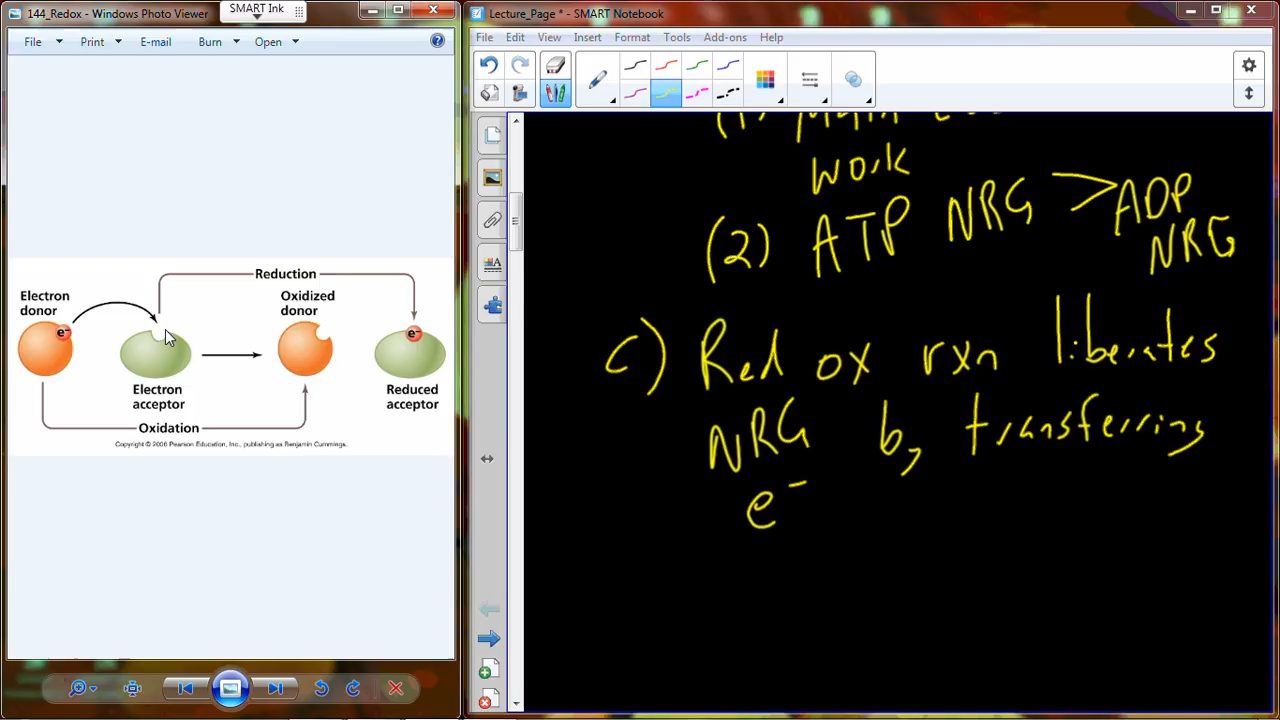 144_Redox - Windows Photo Viewer
SMART Ink
File Print E-mail Burn Open
Reduction
Electron donor
Oxidized donor
e⁻
e⁻
Electron acceptor
Reduced acceptor
Oxidation
Copyright © 2006 Pearson Education, Inc., publishing as Benjamin Cummings.
Lecture_Page * - SMART Notebook
File Edit View Insert Format Tools Add-ons Help
work
(2) ATP NRG > ADP
NRG
c) Red ox rxn liberates
NRG by transferring
e⁻